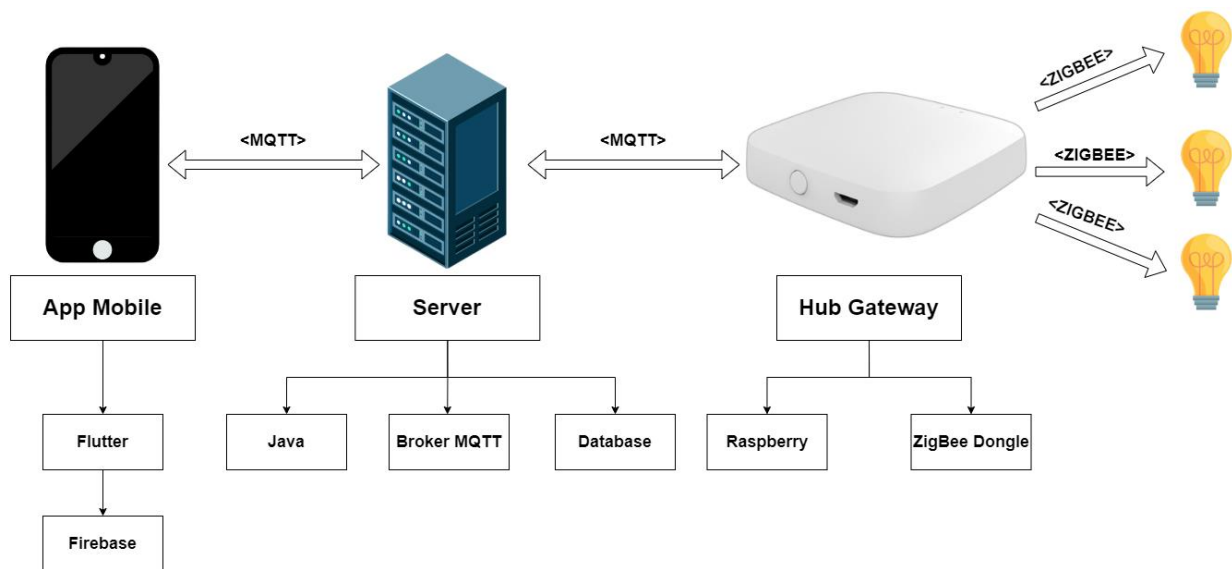 <ZIGBEE>
<MQTT>
<MQTT>
<ZIGBEE>
<ZIGBEE>
App Mobile
Server
Hub Gateway
Flutter
Java
Broker MQTT
Database
Raspberry
ZigBee Dongle
Firebase